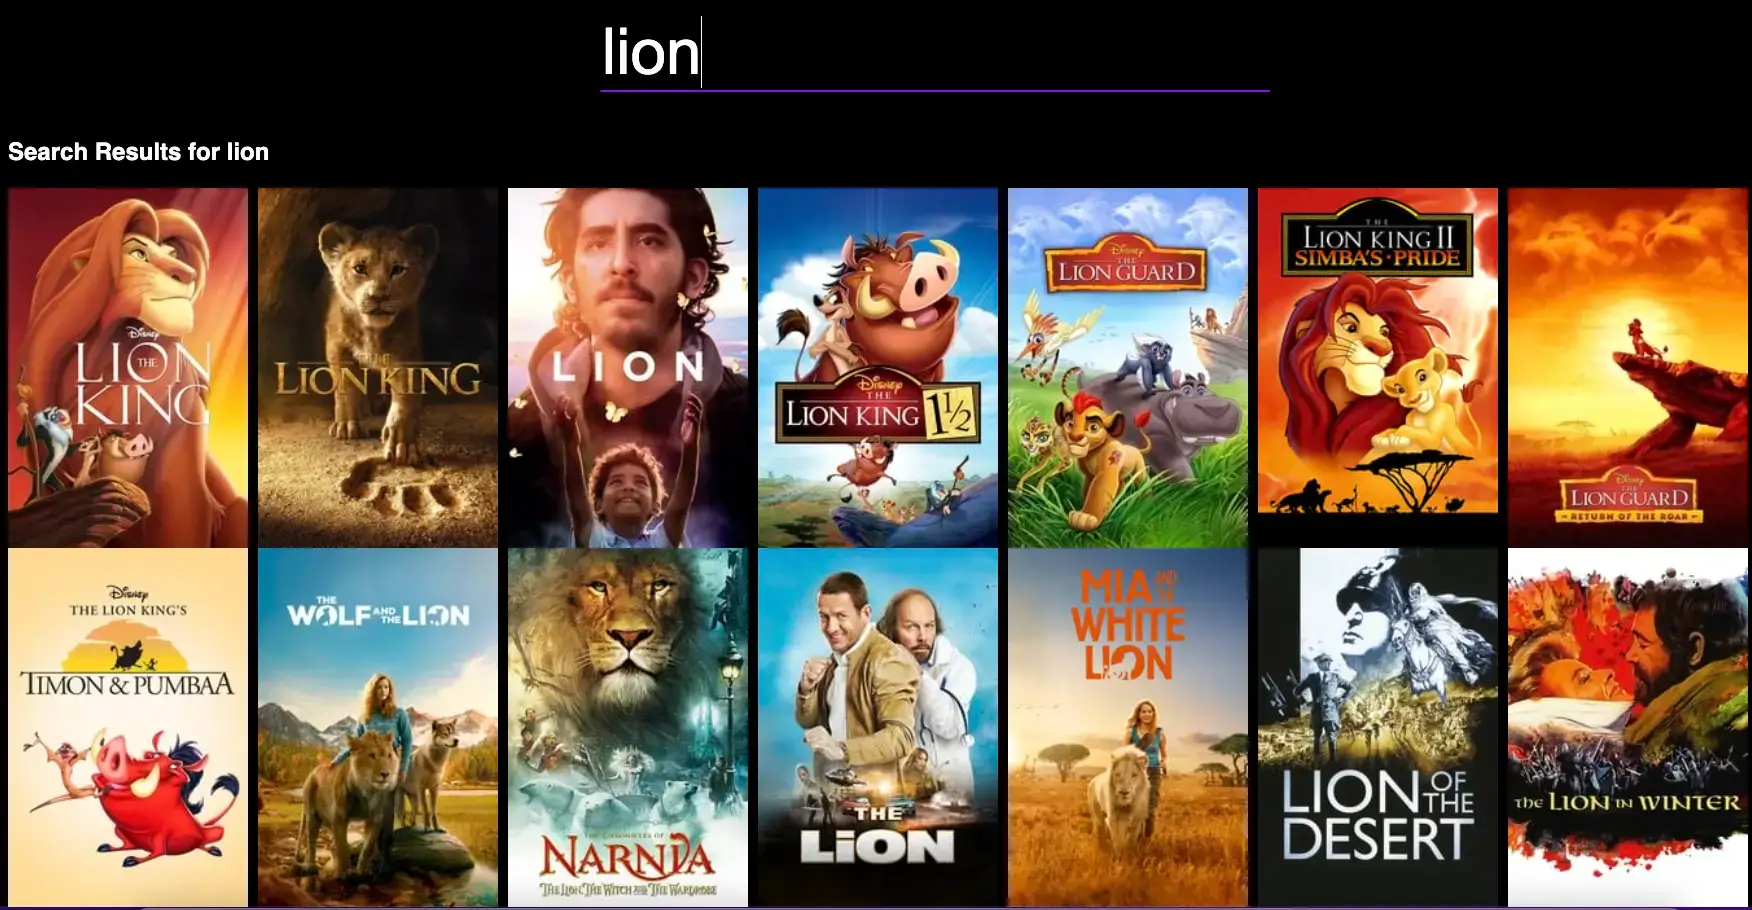 lion
Search Results for lion
Disney
LION
THE
KING
THE
LION KING
LION
Disney
THE
LION KING 1½
Disney
THE
LION GUARD
THE
LION KING II
SIMBA'S • PRIDE
Disney
THE
LION GUARD
RETURN OF THE ROAR
Disney
THE LION KING'S
TIMON & PUMBAA
THE
WOLF AND THE LION
THE CHRONICLES OF
NARNIA
THE LION, THE WITCH AND THE WARDROBE
THE
LiON
MIA AND THE
WHITE
LION
LION OF THE
DESERT
THE LION IN WINTER